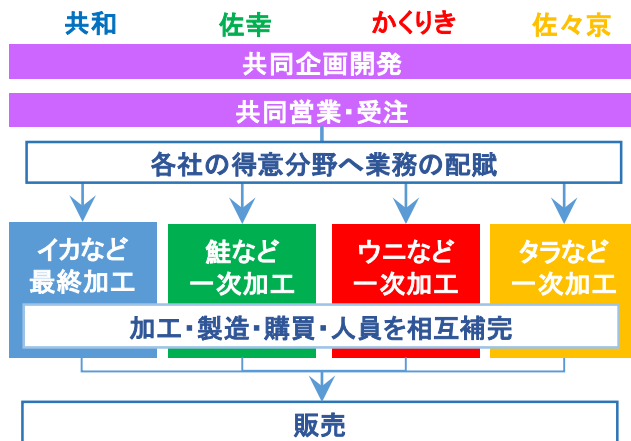 共和 佐幸 かくりき 佐々京
共同企画開発
共同営業・受注
各社の得意分野へ業務の配賦
イカなど
最終加工
鮭など
一次加工
ウニなど
一次加工
タラなど
一次加工
加工・製造・購買・人員を相互補完
販売